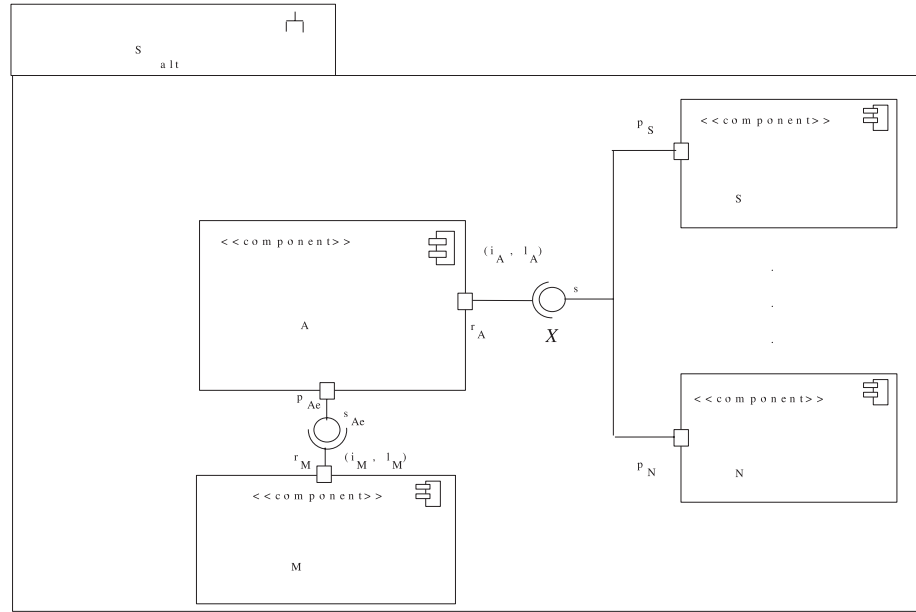 S
alt
<<component>>
p S
S
<<component>>
A
(i A , l A)
s
r A
X
.
.
.
p Ae
s Ae
r M
(i M , l M)
<<component>>
M
<<component>>
p N
N